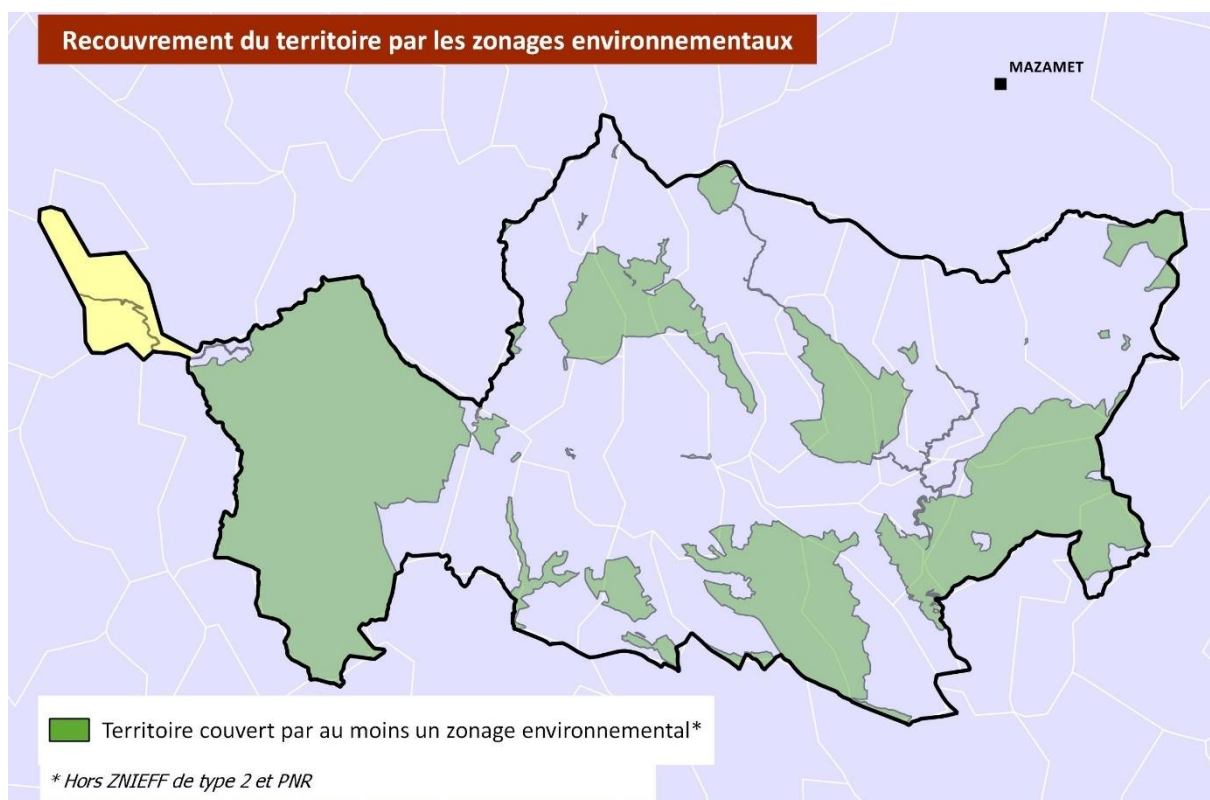 Recouvrement du territoire par les zonages environnementaux
MAZAMET
Territoire couvert par au moins un zonage environnemental*
* Hors ZNIEFF de type 2 et PNR